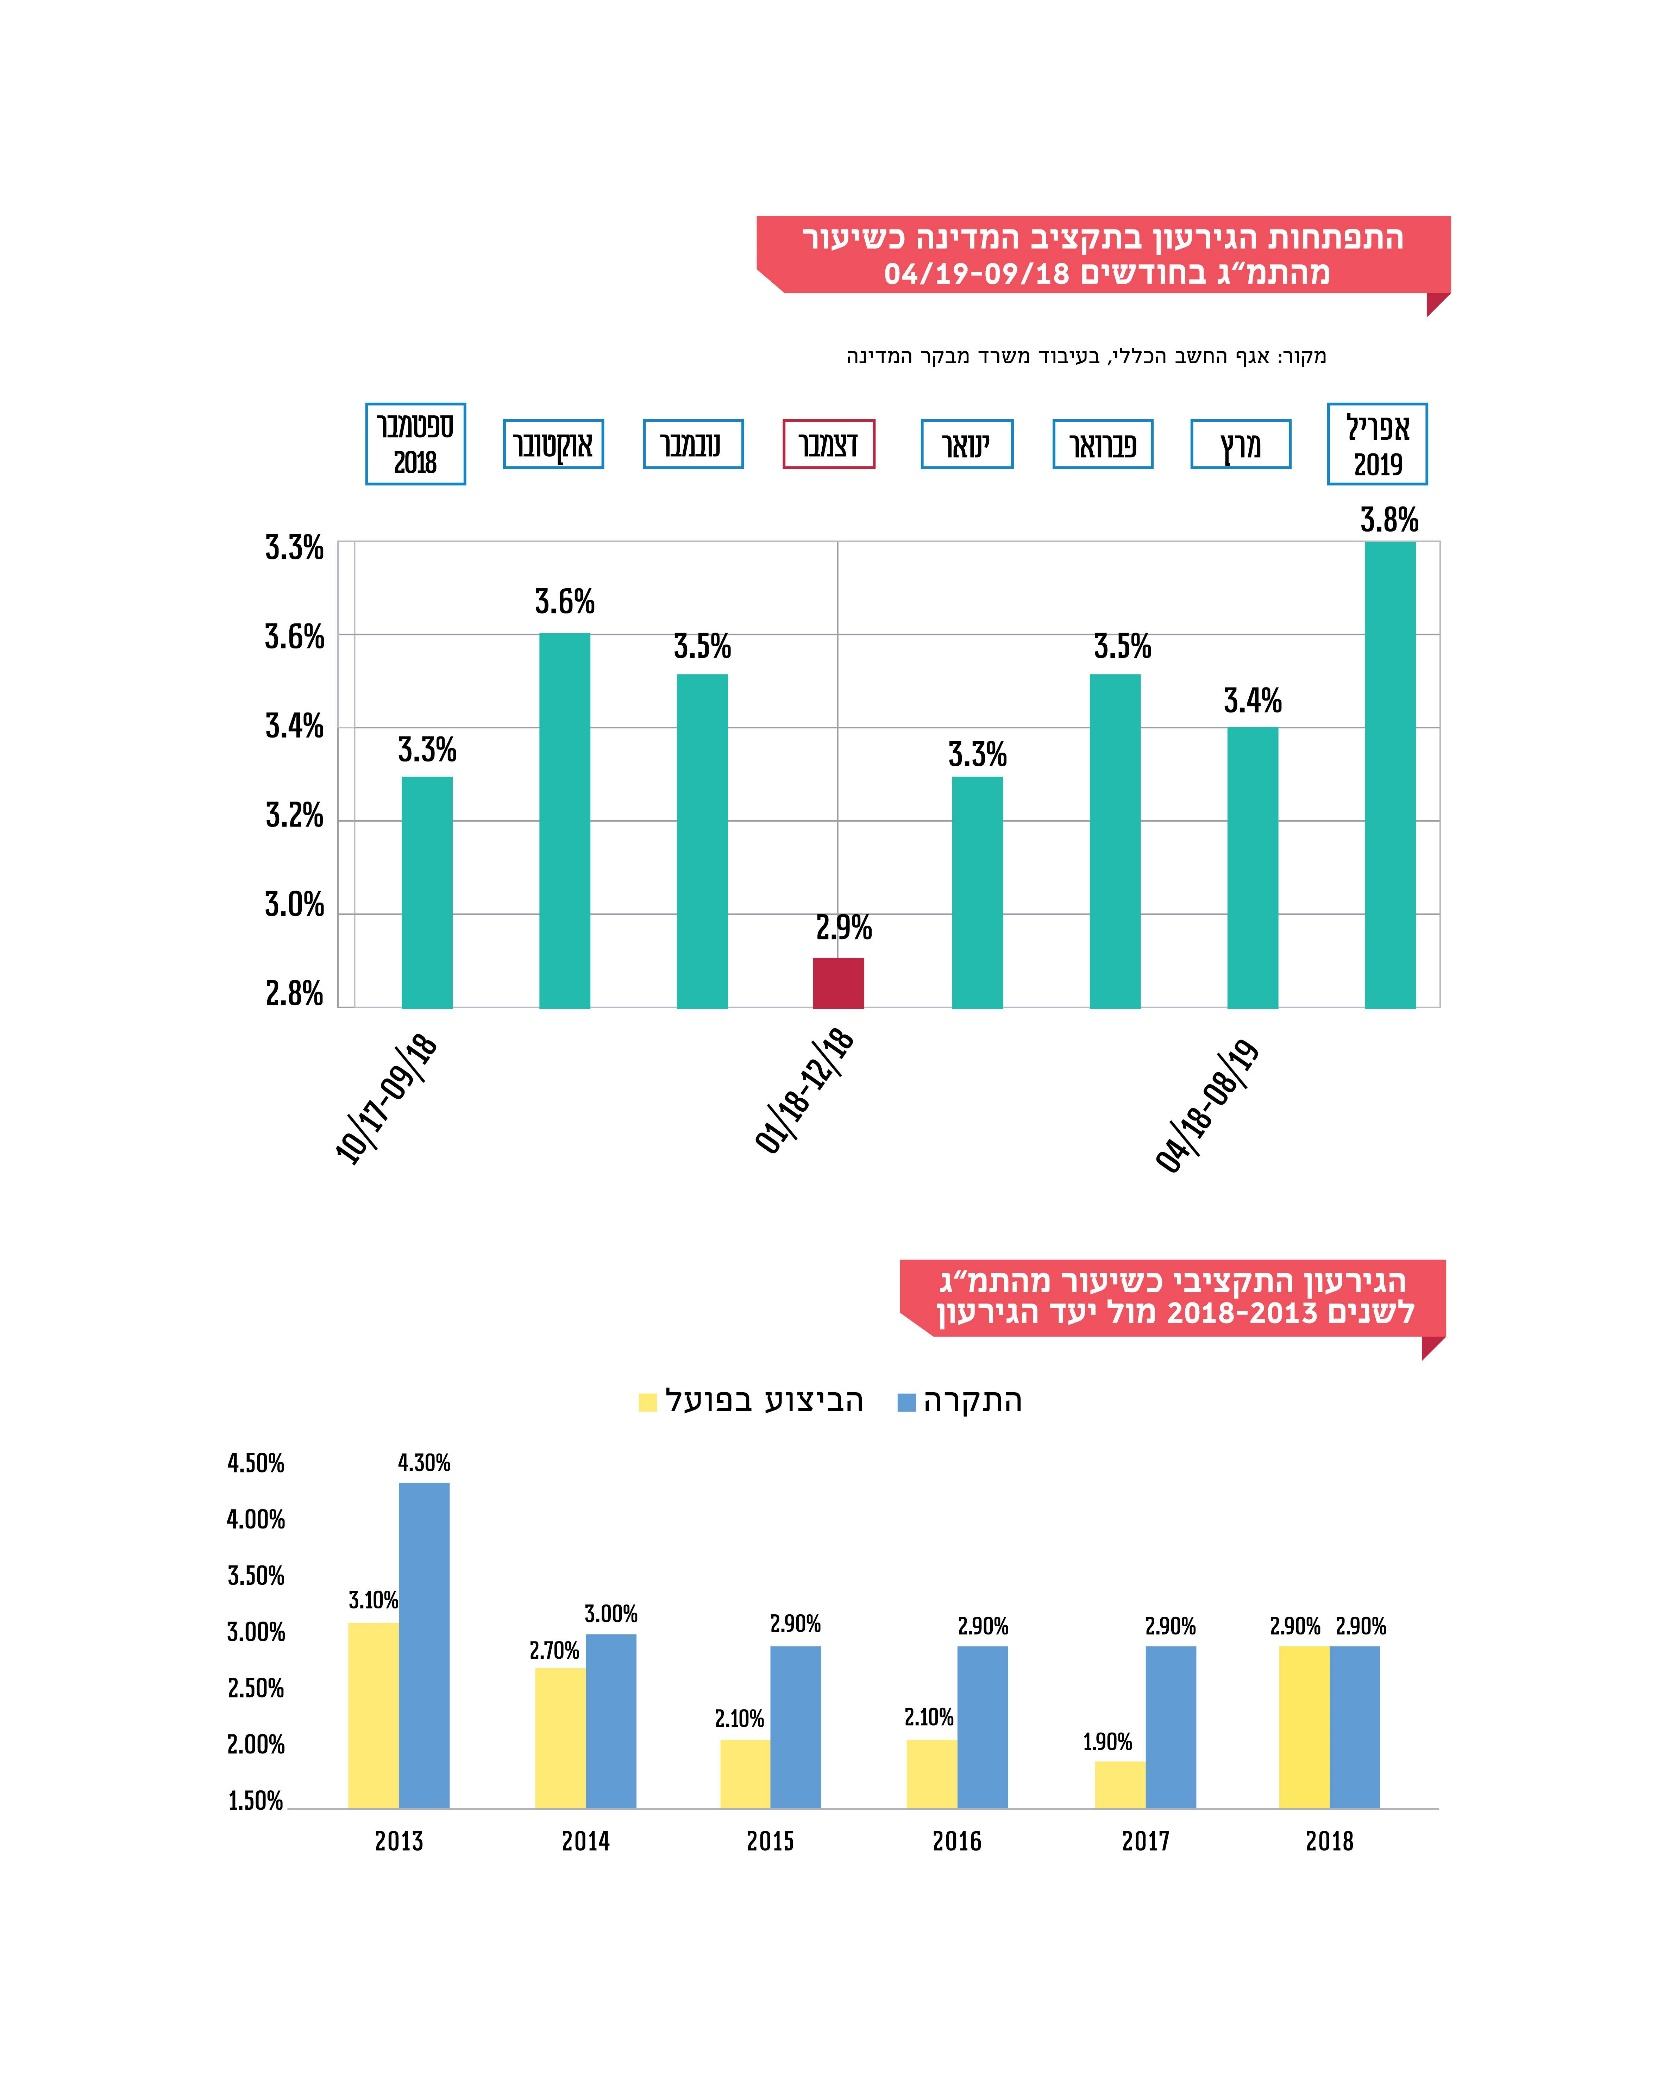 התפתחות הגירעון בתקציב המדינה כשיעור
מהתמ״ג בחודשים 04/19-09/18
מקור: אגף החשב הכללי, בעיבוד משרד מבקר המדינה
ספטמבר
2018
אוקטובר
נובמבר
דצמבר
ינואר
פברואר
מרץ
אפריל
2019
3.3%
3.6%
3.4%
3.2%
3.0%
2.8%
3.3%
3.6%
3.5%
2.9%
3.3%
3.5%
3.4%
3.8%
10/17-09/18
01/18-12/18
04/18-08/19
הגירעון התקציבי כשיעור מהתמ״ג
לשנים 2018-2013 מול יעד הגירעון
התקרה
הביצוע בפועל
4.50%
4.00%
3.50%
3.00%
2.50%
2.00%
1.50%
3.10%
4.30%
2.70%
3.00%
2.10%
2.90%
2.10%
2.90%
1.90%
2.90%
2.90%
2.90%
2013
2014
2015
2016
2017
2018